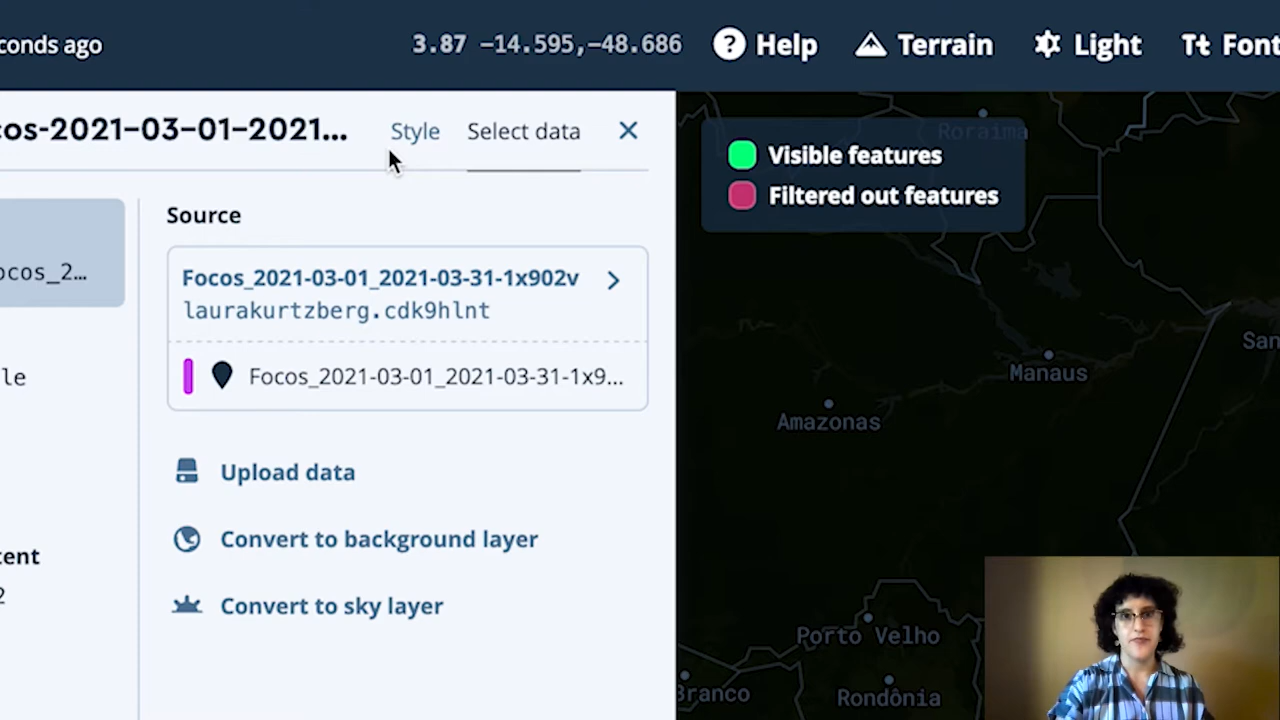 conds ago
3.87 −14.595,−48.686
Help
Terrain
Light
Tt Font
cos-2021-03-01-2021...
Style
Select data
Roraima
Visible features
Filtered out features
Source
ocos_2…
Focos_2021-03-01_2021-03-31-1x902v
laurakurtzberg.cdk9hlnt
Focos_2021-03-01_2021-03-31-1x9...
le
San
Manaus
Amazonas
Upload data
Convert to background layer
Convert to sky layer
cent
2
Porto Velho
Branco
Rondônia